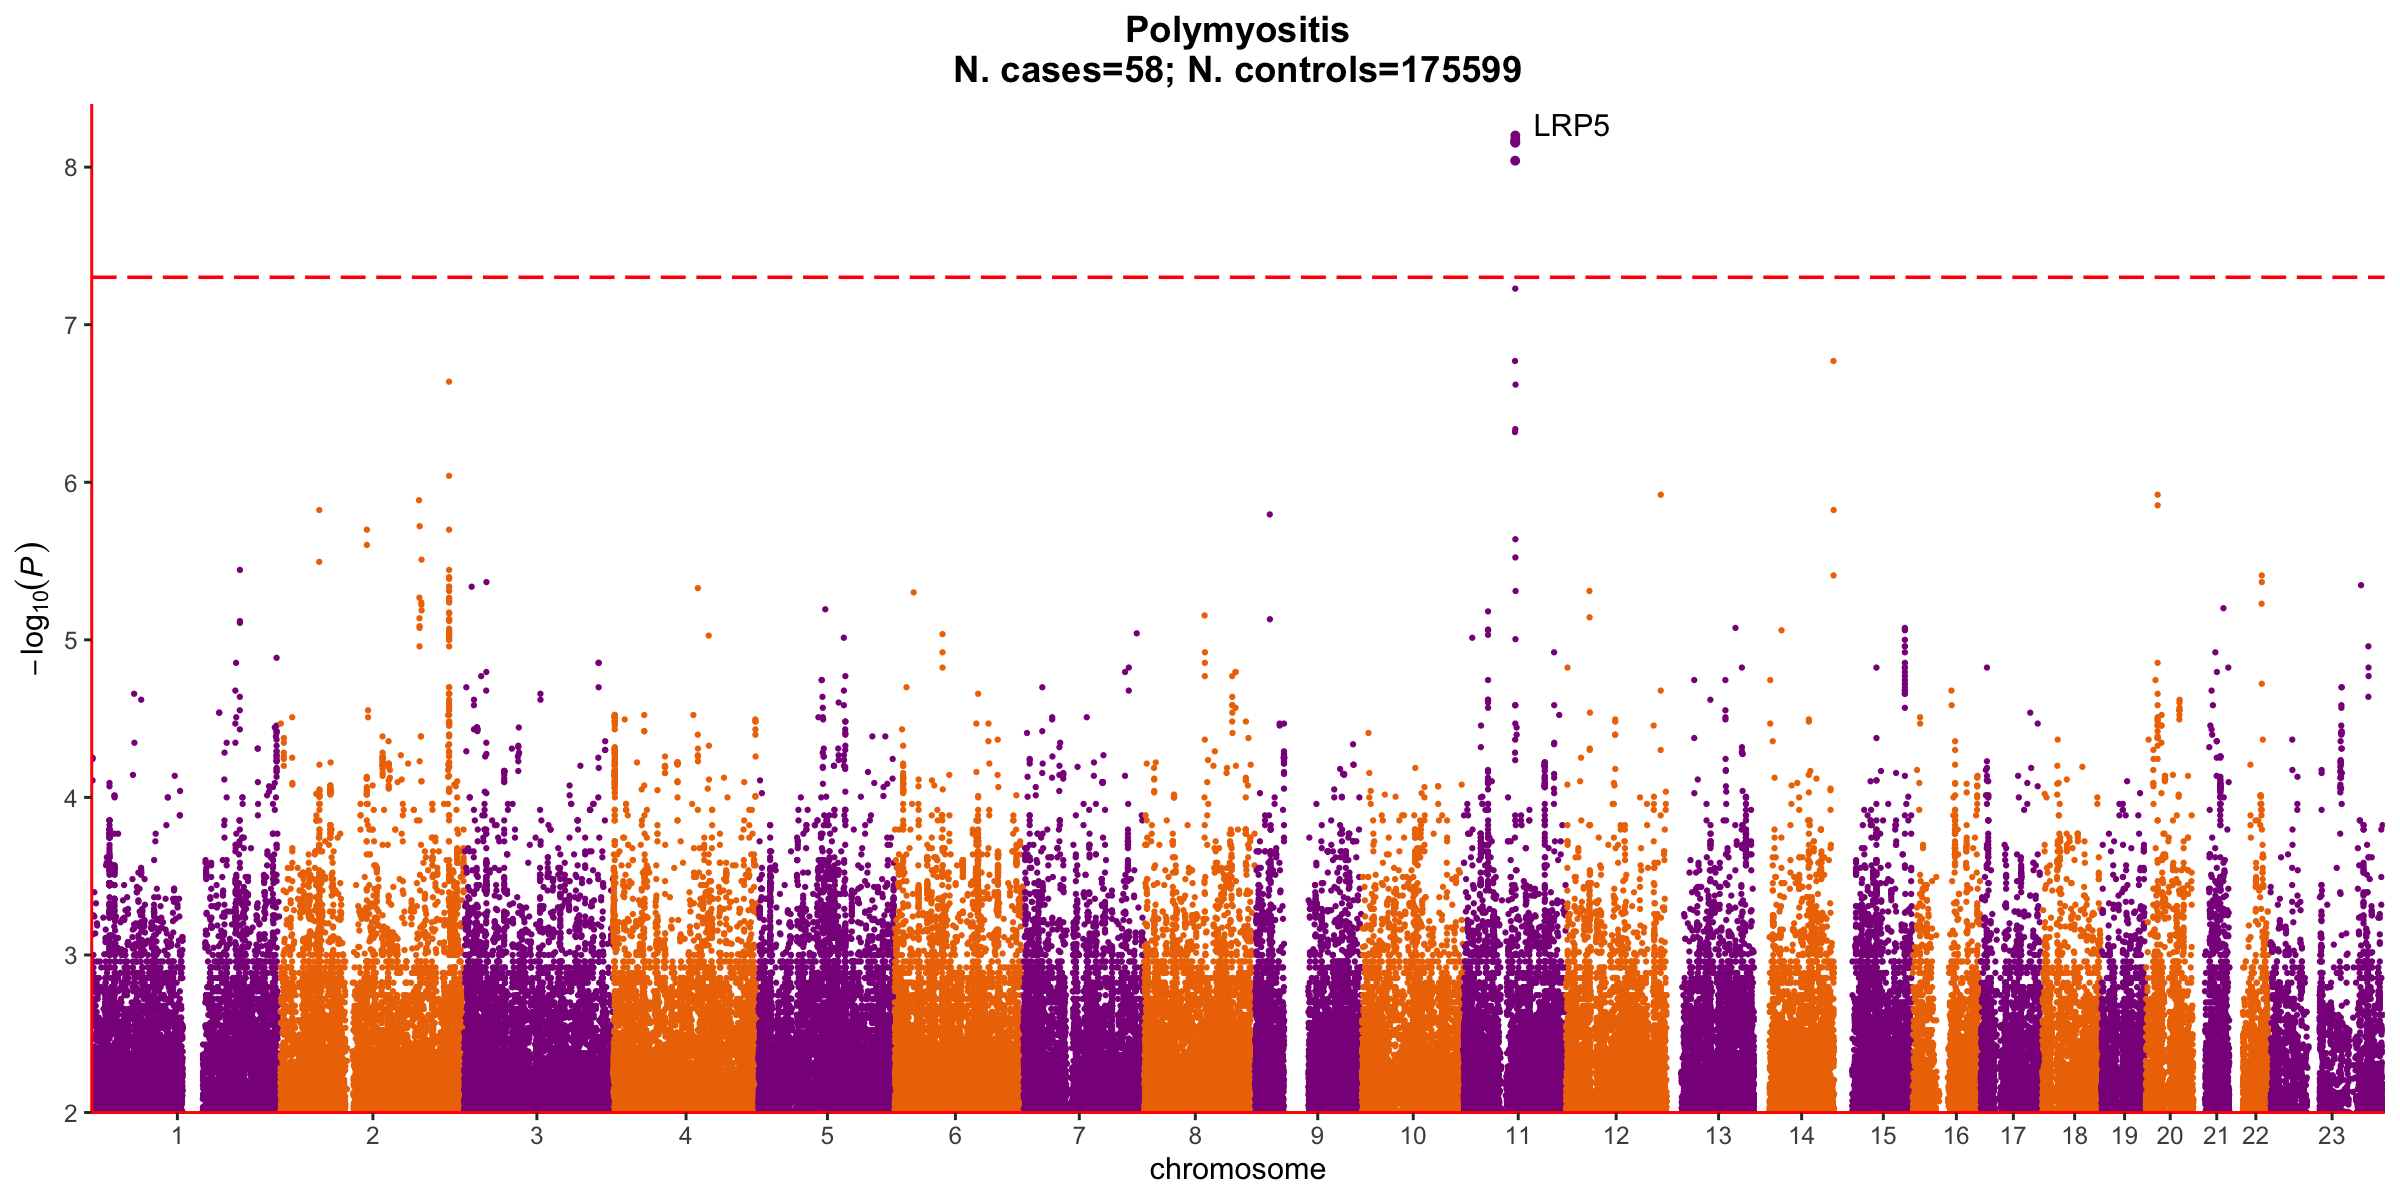 Polymyositis
N. cases=58; N. controls=175599
LRP5
8
7
6
5
4
3
2
−log10(P)
1 2 3 4 5 6 7 8 9 10 11 12 13 14 15 16 17 18 19 20 21 22 23
chromosome